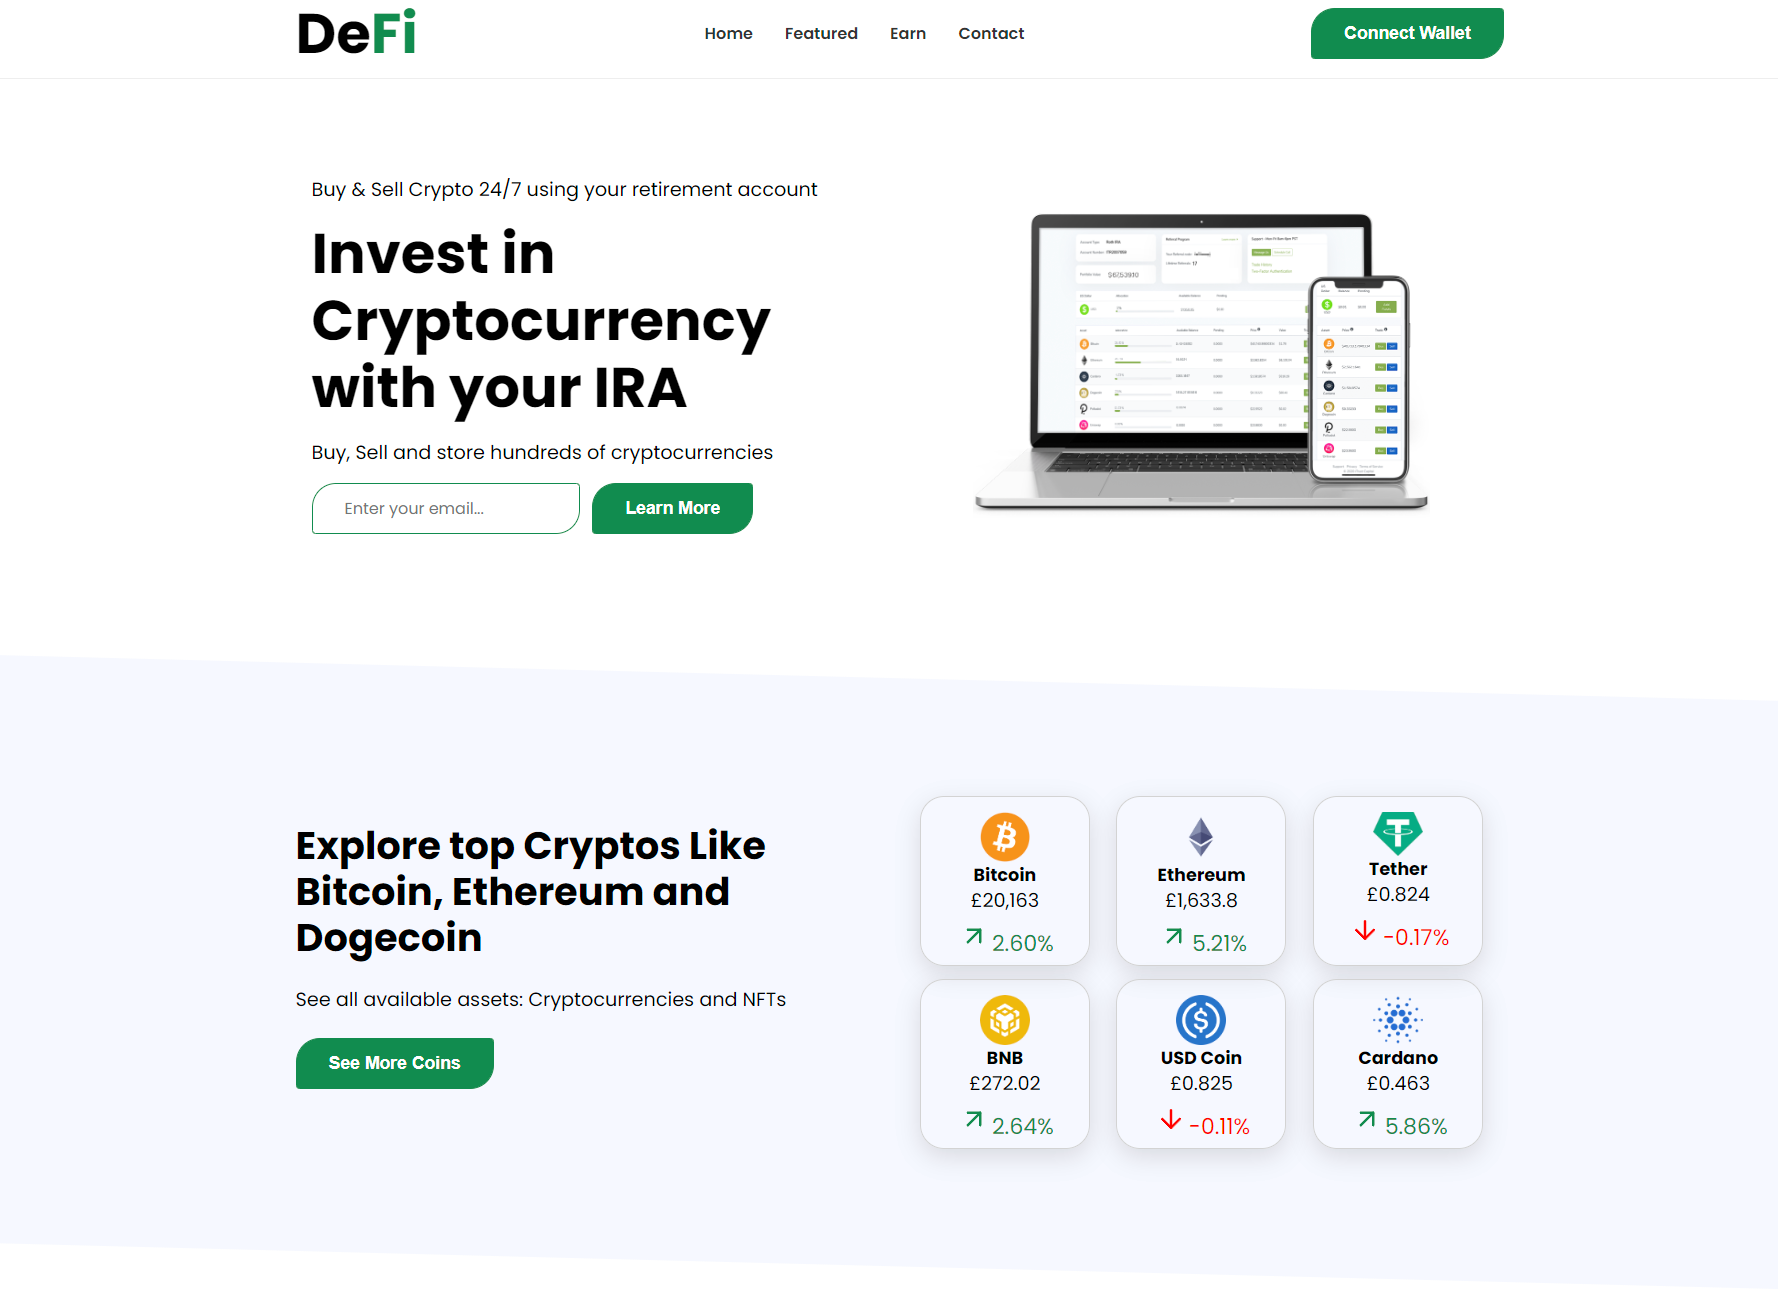 DeFi
Home
Featured
Earn
Contact
Connect Wallet
Buy & Sell Crypto 24/7 using your retirement account
Invest in
Cryptocurrency
with your IRA
Buy, Sell and store hundreds of cryptocurrencies
Enter your email...
Learn More
Explore top Cryptos Like
Bitcoin, Ethereum and
Dogecoin
See all available assets: Cryptocurrencies and NFTs
See More Coins
Bitcoin
£20,163
2.60%
Ethereum
£1,633.8
5.21%
Tether
£0.824
-0.17%
BNB
£272.02
2.64%
USD Coin
£0.825
-0.11%
Cardano
£0.463
5.86%